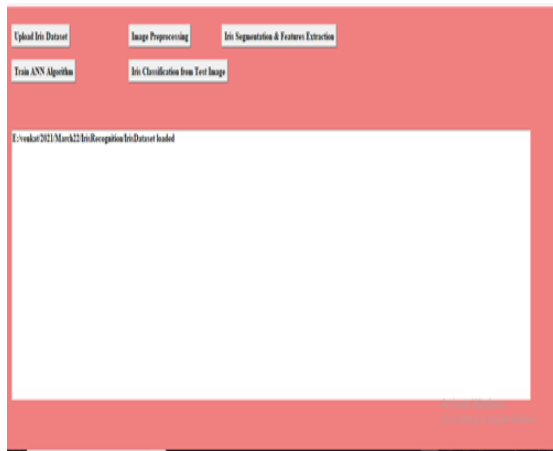 Upload Iris Dataset
Image Preprocessing
Iris Segmentation & Features Extraction
Train ANN Algorithm
Iris Classification from Test Image
E:/venkat/2021/March22/IrisRecognition/IrisDataset loaded